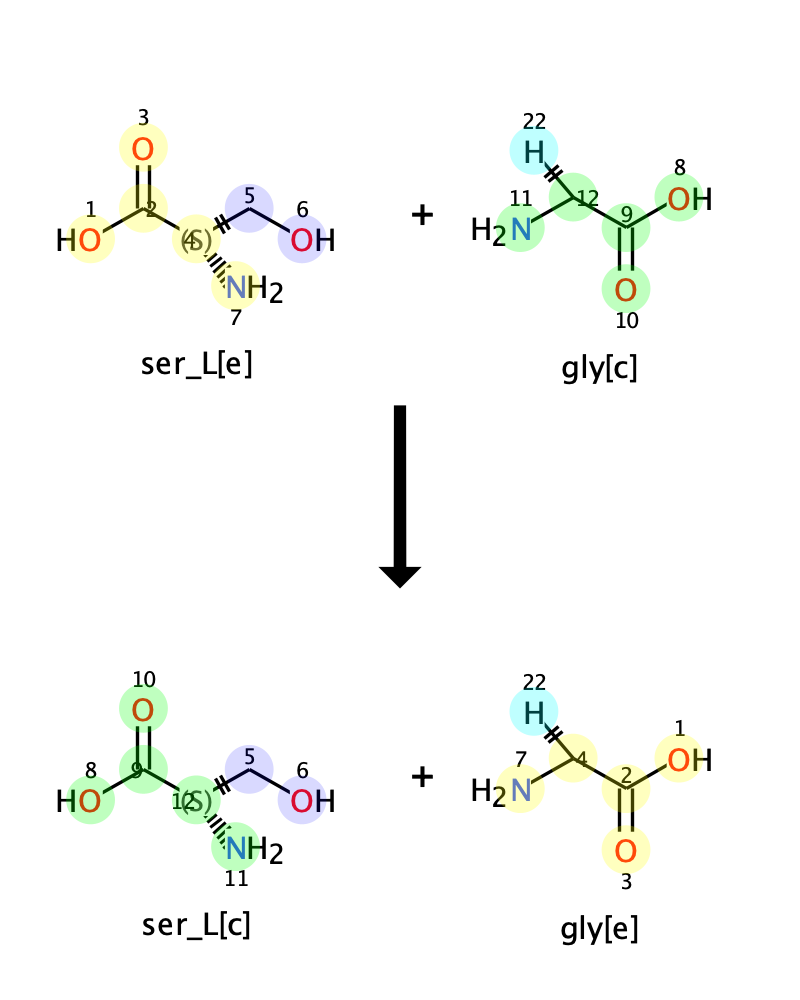 3 22
O H 8
1 2 5 6 11 12 9 OH
HO (S) 4 OH + H2N
NH2 O
7 10
ser_L[e] gly[c]
10 22
O H 1
8 9 5 6 7 4 2 OH
HO 12 (S) OH + H2N
NH2 O
11 3
ser_L[c] gly[e]